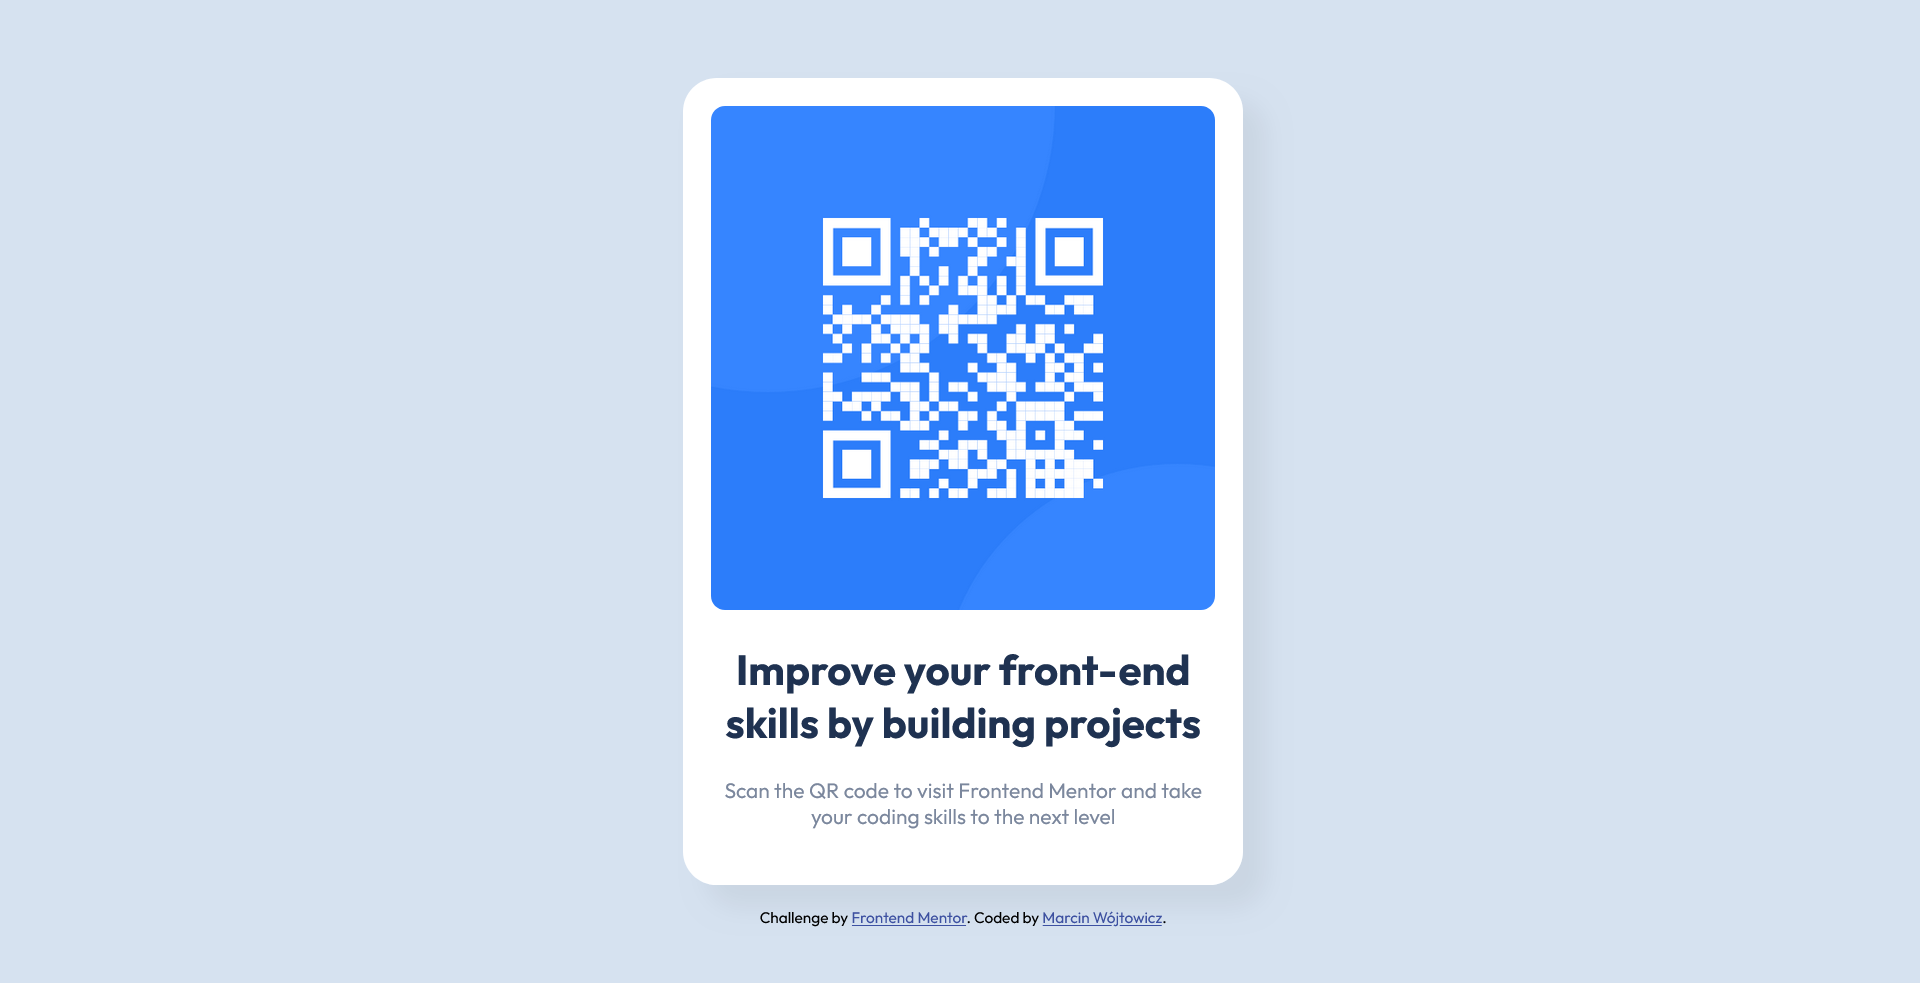 Improve your front-end
skills by building projects
Scan the QR code to visit Frontend Mentor and take
your coding skills to the next level
Challenge by Frontend Mentor. Coded by Marcin Wójtowicz.